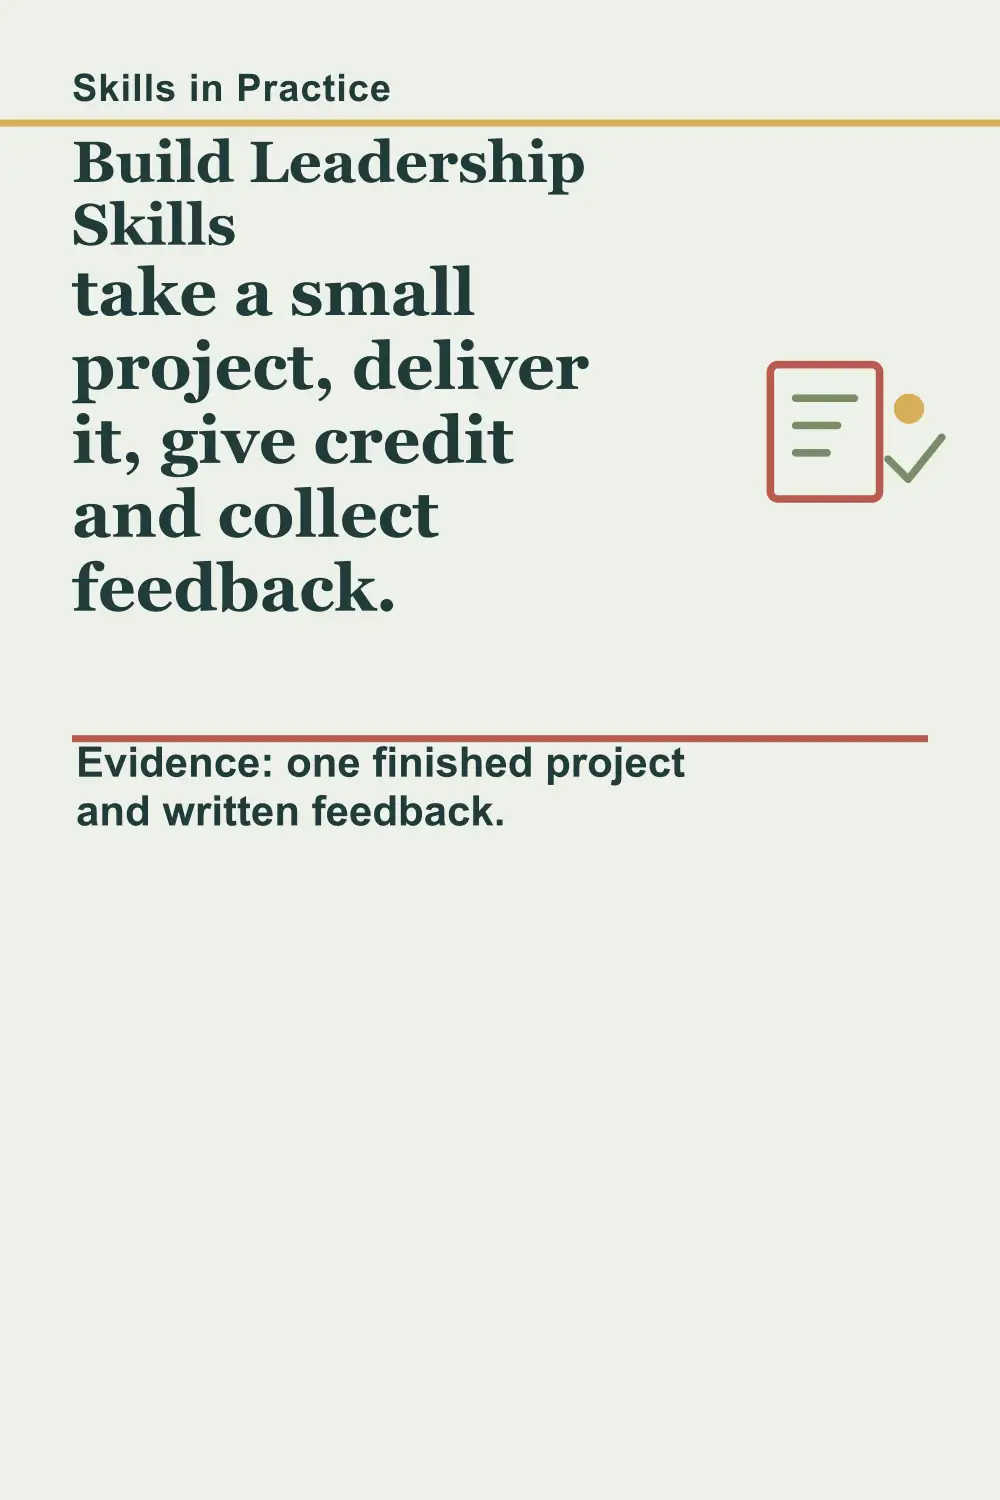 Skills in Practice
Build Leadership
Skills
take a small
project, deliver
it, give credit
and collect
feedback.
Evidence: one finished project
and written feedback.